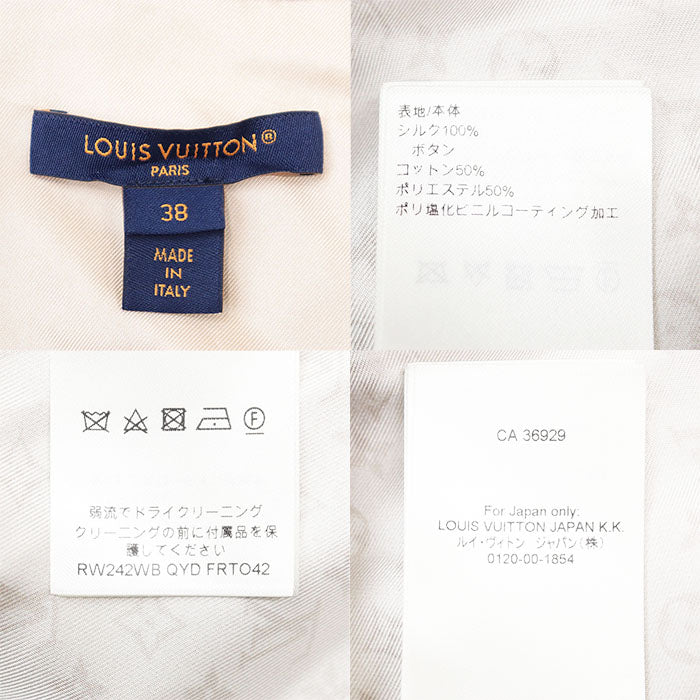 LOUIS VUITTON®
PARIS
38
MADE
IN
ITALY
表地/本体
シルク100%
ボタン
コットン50%
ポリエステル50%
ポリ塩化ビニルコーティング加工
F
弱流でドライクリーニング
クリーニングの前に付属品を保
護してください
RW242WB QYD FRTO42
CA 36929
For Japan only:
LOUIS VUITTON JAPAN K.K.
ルイ・ヴィトン ジャパン(株)
0120-00-1854